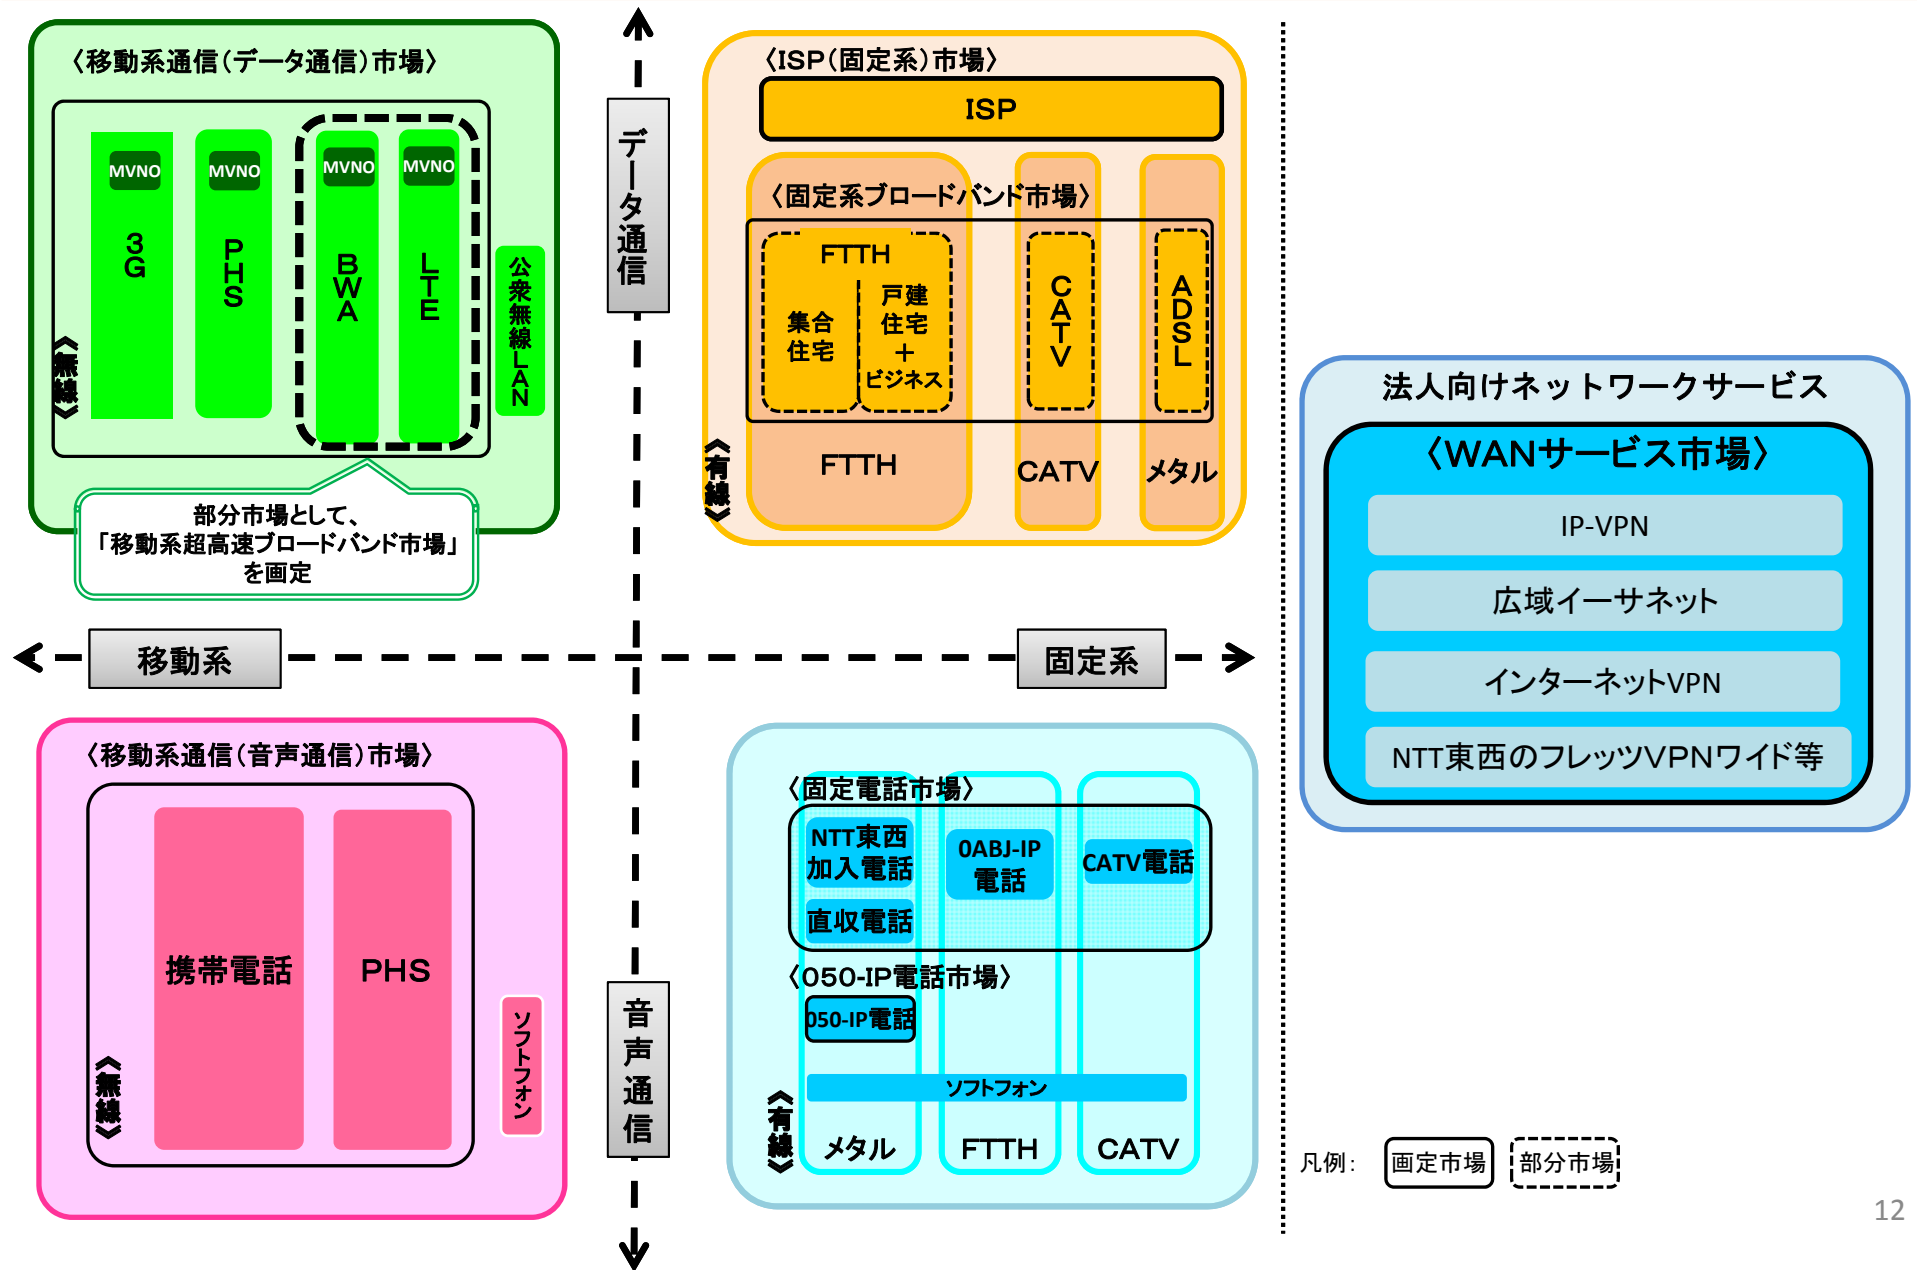 〈移動系通信(データ通信)市場〉
MVNO
3G
MVNO
PHS
MVNO
BWA
MVNO
LTE
公衆無線LAN
《無線》
部分市場として、
「移動系超高速ブロードバンド市場」
を画定
データ通信
〈ISP(固定系)市場〉
ISP
〈固定系ブロードバンド市場〉
FTTH
集合
住宅
戸建
住宅
＋
ビジネス
CATV
ADSL
《有線》
FTTH
CATV
メタル
移動系
固定系
〈移動系通信(音声通信)市場〉
携帯電話
PHS
ソフトフォン
《無線》
音声通信
〈固定電話市場〉
NTT東西
加入電話
直収電話
0ABJ-IP
電話
CATV電話
〈050-IP電話市場〉
050-IP電話
ソフトフォン
《有線》
メタル
FTTH
CATV
法人向けネットワークサービス
〈WANサービス市場〉
IP-VPN
広域イーサネット
インターネットVPN
NTT東西のフレッツVPNワイド等
凡例:
画定市場
部分市場
12